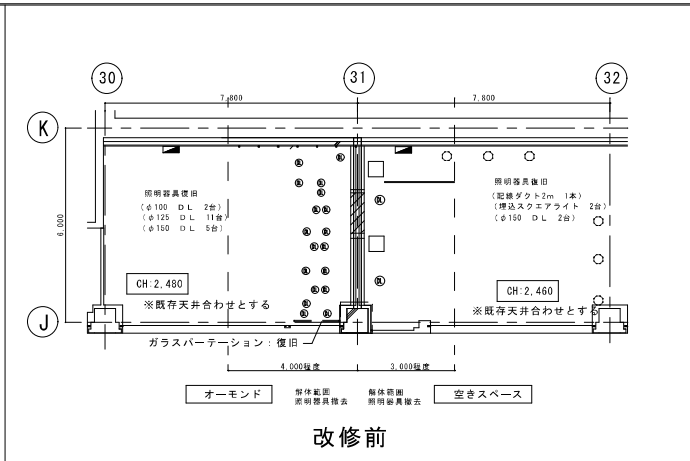 30
31
32
7,800
7,800
K
照明器具復旧
(φ100 DL 2台)
(φ125 DL 11台)
(φ150 DL 5台)
照明器具復旧
(配線ダクト2m 1本)
(埋込スクエアライト 2台)
(φ150 DL 2台)
6,000
CH:2,480
※既存天井合わせとする
CH:2,460
※既存天井合わせとする
J
ガラスパーテーション:復旧
4,000程度
3,000程度
オーモンド
解体範囲
照明器具撤去
解体範囲
照明器具撤去
空きスペース
改修前